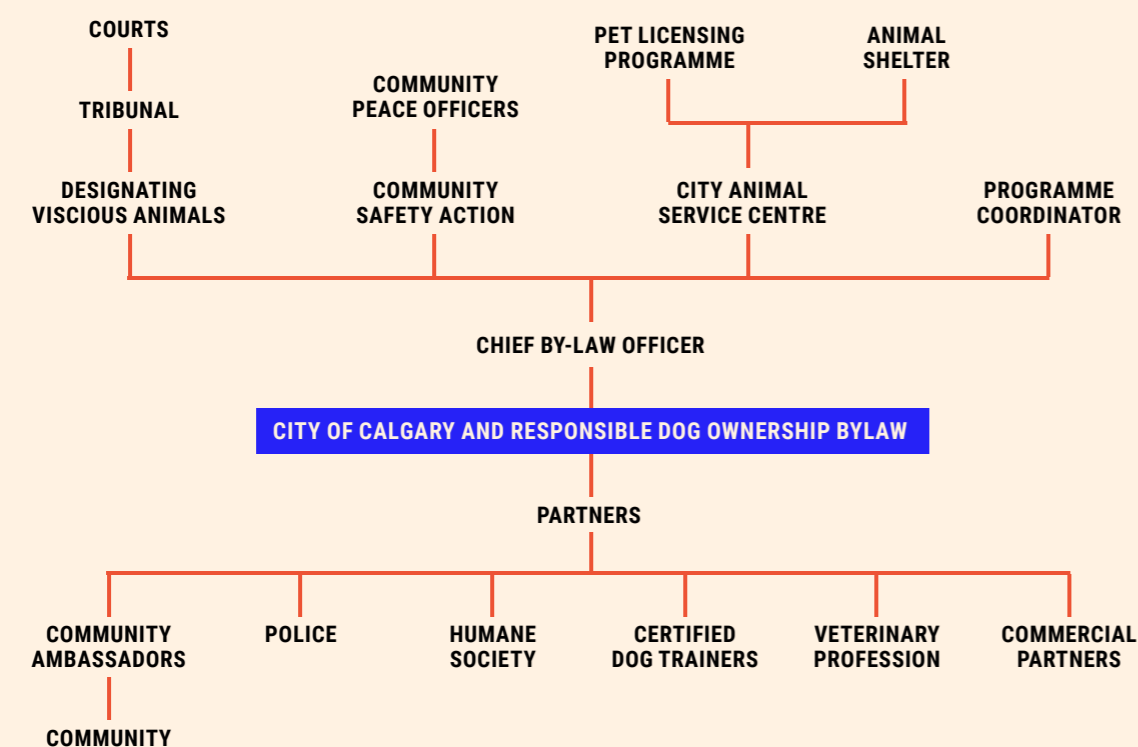 COURTS
PET LICENSING
PROGRAMME
ANIMAL
SHELTER
TRIBUNAL
COMMUNITY
PEACE OFFICERS
DESIGNATING
VISCIOUS ANIMALS
COMMUNITY
SAFETY ACTION
CITY ANIMAL
SERVICE CENTRE
PROGRAMME
COORDINATOR
CHIEF BY-LAW OFFICER
CITY OF CALGARY AND RESPONSIBLE DOG OWNERSHIP BYLAW
PARTNERS
COMMUNITY
AMBASSADORS
POLICE
HUMANE
SOCIETY
CERTIFIED
DOG TRAINERS
VETERINARY
PROFESSION
COMMERCIAL
PARTNERS
COMMUNITY